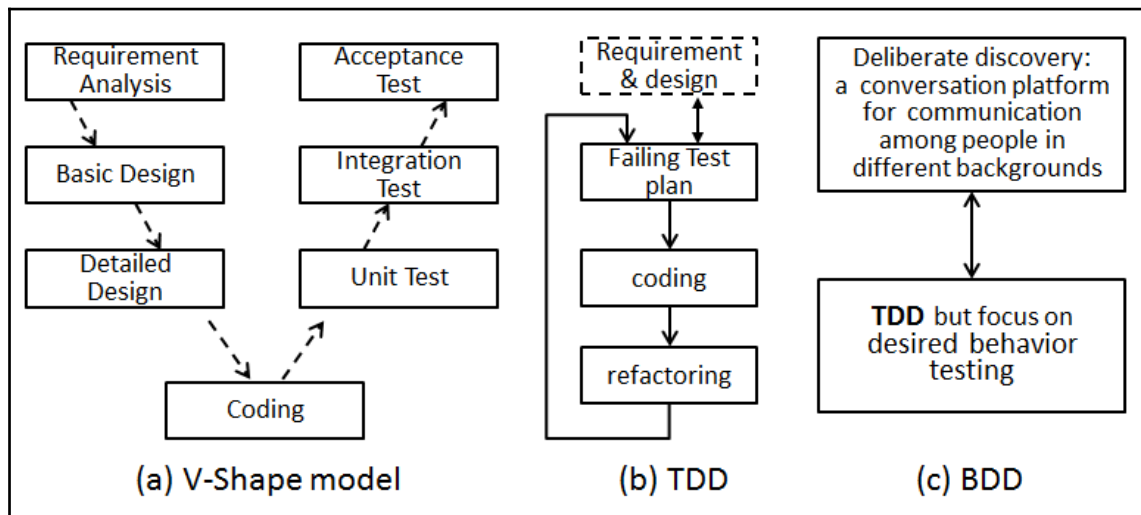 Requirement
Analysis
Basic Design
Detailed
Design
Coding
Unit Test
Integration
Test
Acceptance
Test
(a) V-Shape model
Requirement
& design
Failing Test
plan
coding
refactoring
(b) TDD
Deliberate discovery:
a conversation platform
for communication
among people in
different backgrounds
TDD but focus on
desired behavior
testing
(c) BDD